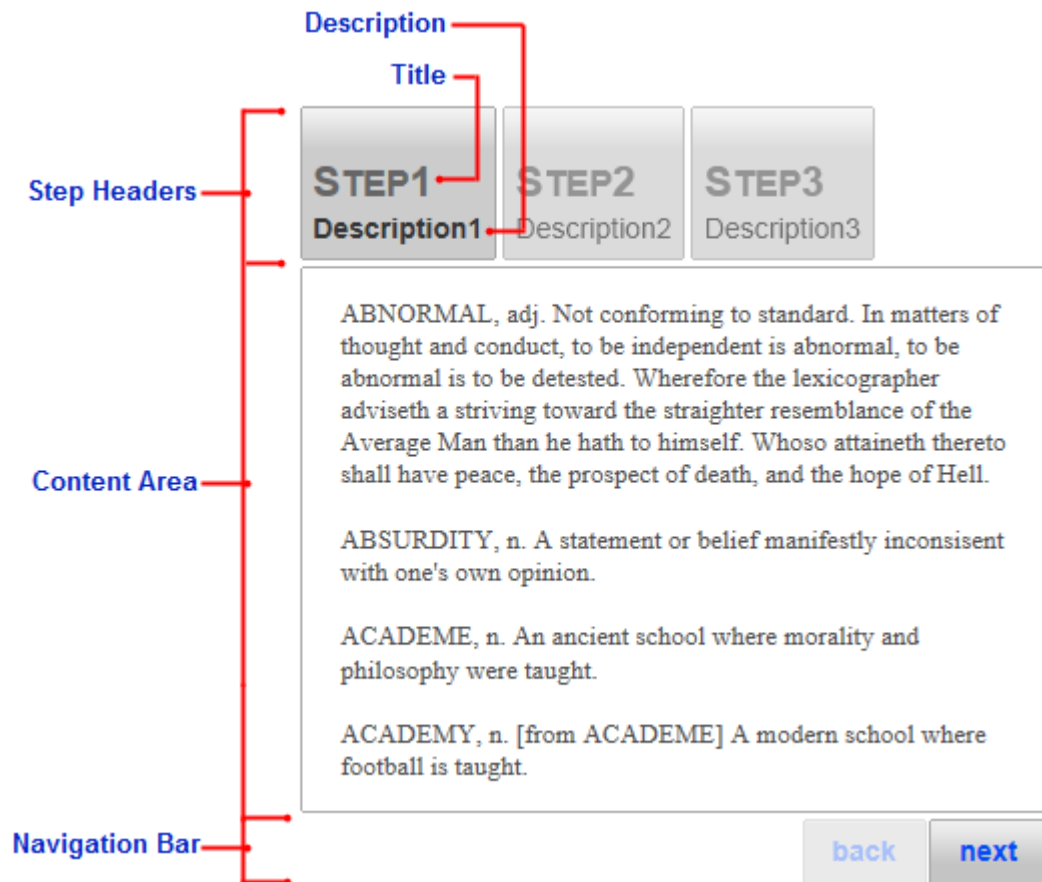 Description
Title
Step Headers
STEP1 STEP2 STEP3
Description1 Description2 Description3
ABNORMAL, adj. Not conforming to standard. In matters of
thought and conduct, to be independent is abnormal, to be
abnormal is to be detested. Wherefore the lexicographer
adviseth a striving toward the straighter resemblance of the
Average Man than he hath to himself. Whoso attaineth thereto
shall have peace, the prospect of death, and the hope of Hell.
Content Area
ABSURDITY, n. A statement or belief manifestly inconsisent
with one's own opinion.
ACADEME, n. An ancient school where morality and
philosophy were taught.
ACADEMY, n. [from ACADEME] A modern school where
football is taught.
Navigation Bar
back next